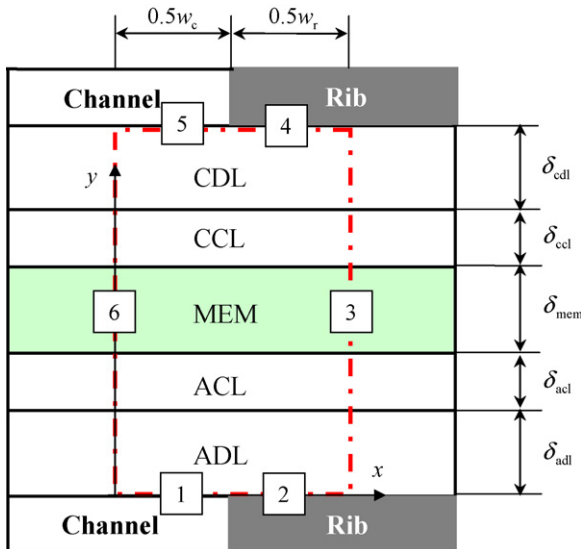 0.5w_c 0.5w_r
Channel Rib
5 4
y CDL δ_cdl
CCL δ_ccl
6 MEM 3 δ_mem
ACL δ_acl
ADL δ_adl
x
1 2
Channel Rib